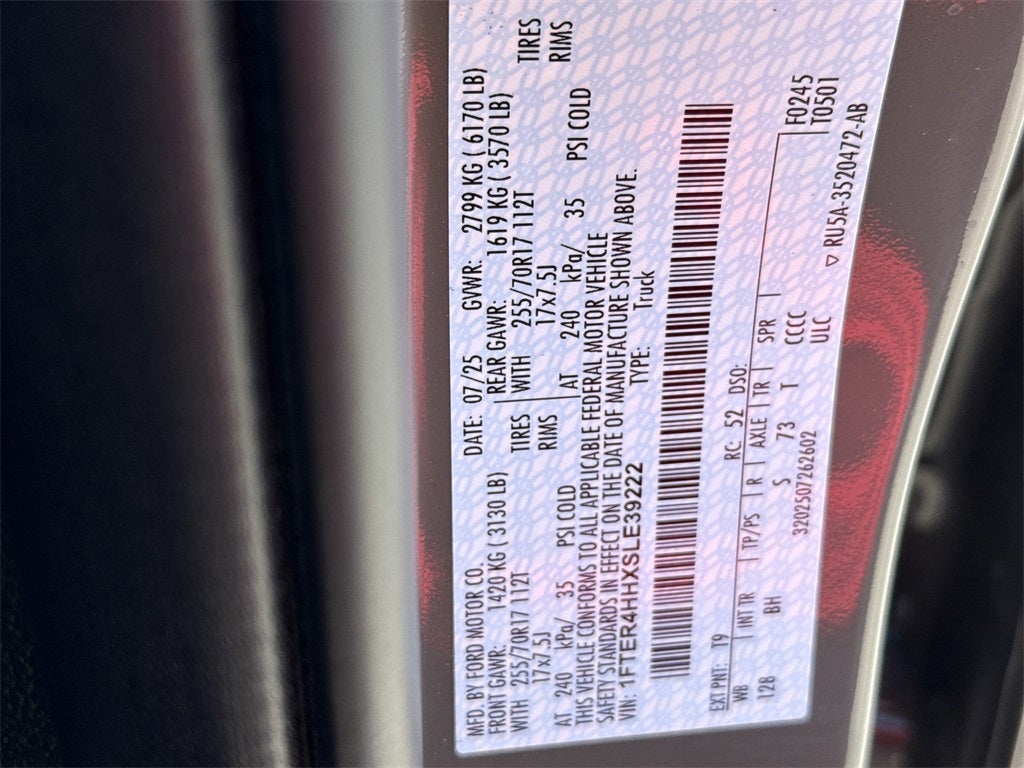 MFD. BY FORD MOTOR CO.
DATE: 07/25 GVWR: 2799 KG ( 6170 LB)
FRONT GAWR: 1420 KG ( 3130 LB) REAR GAWR: 1619 KG ( 3570 LB)
WITH 255/70R17 112T TIRES WITH 255/70R17 112T TIRES
17x7.5J RIMS 17x7.5J RIMS
AT 240 kPa/ 35 PSI COLD AT 240 kPa/ 35 PSI COLD
THIS VEHICLE CONFORMS TO ALL APPLICABLE FEDERAL MOTOR VEHICLE
SAFETY STANDARDS IN EFFECT ON THE DATE OF MANUFACTURE SHOWN ABOVE.
VIN: 1FTER4HHXSLE39222 TYPE: Truck
EXT PNT: T9 RC: 52 DSO:
WB INT TR TP/PS R AXLE TR SPR F0245
12B BH S 73 T CCCC T0501
320250726260​2 ULC
▽ RU5A-3520472-AB